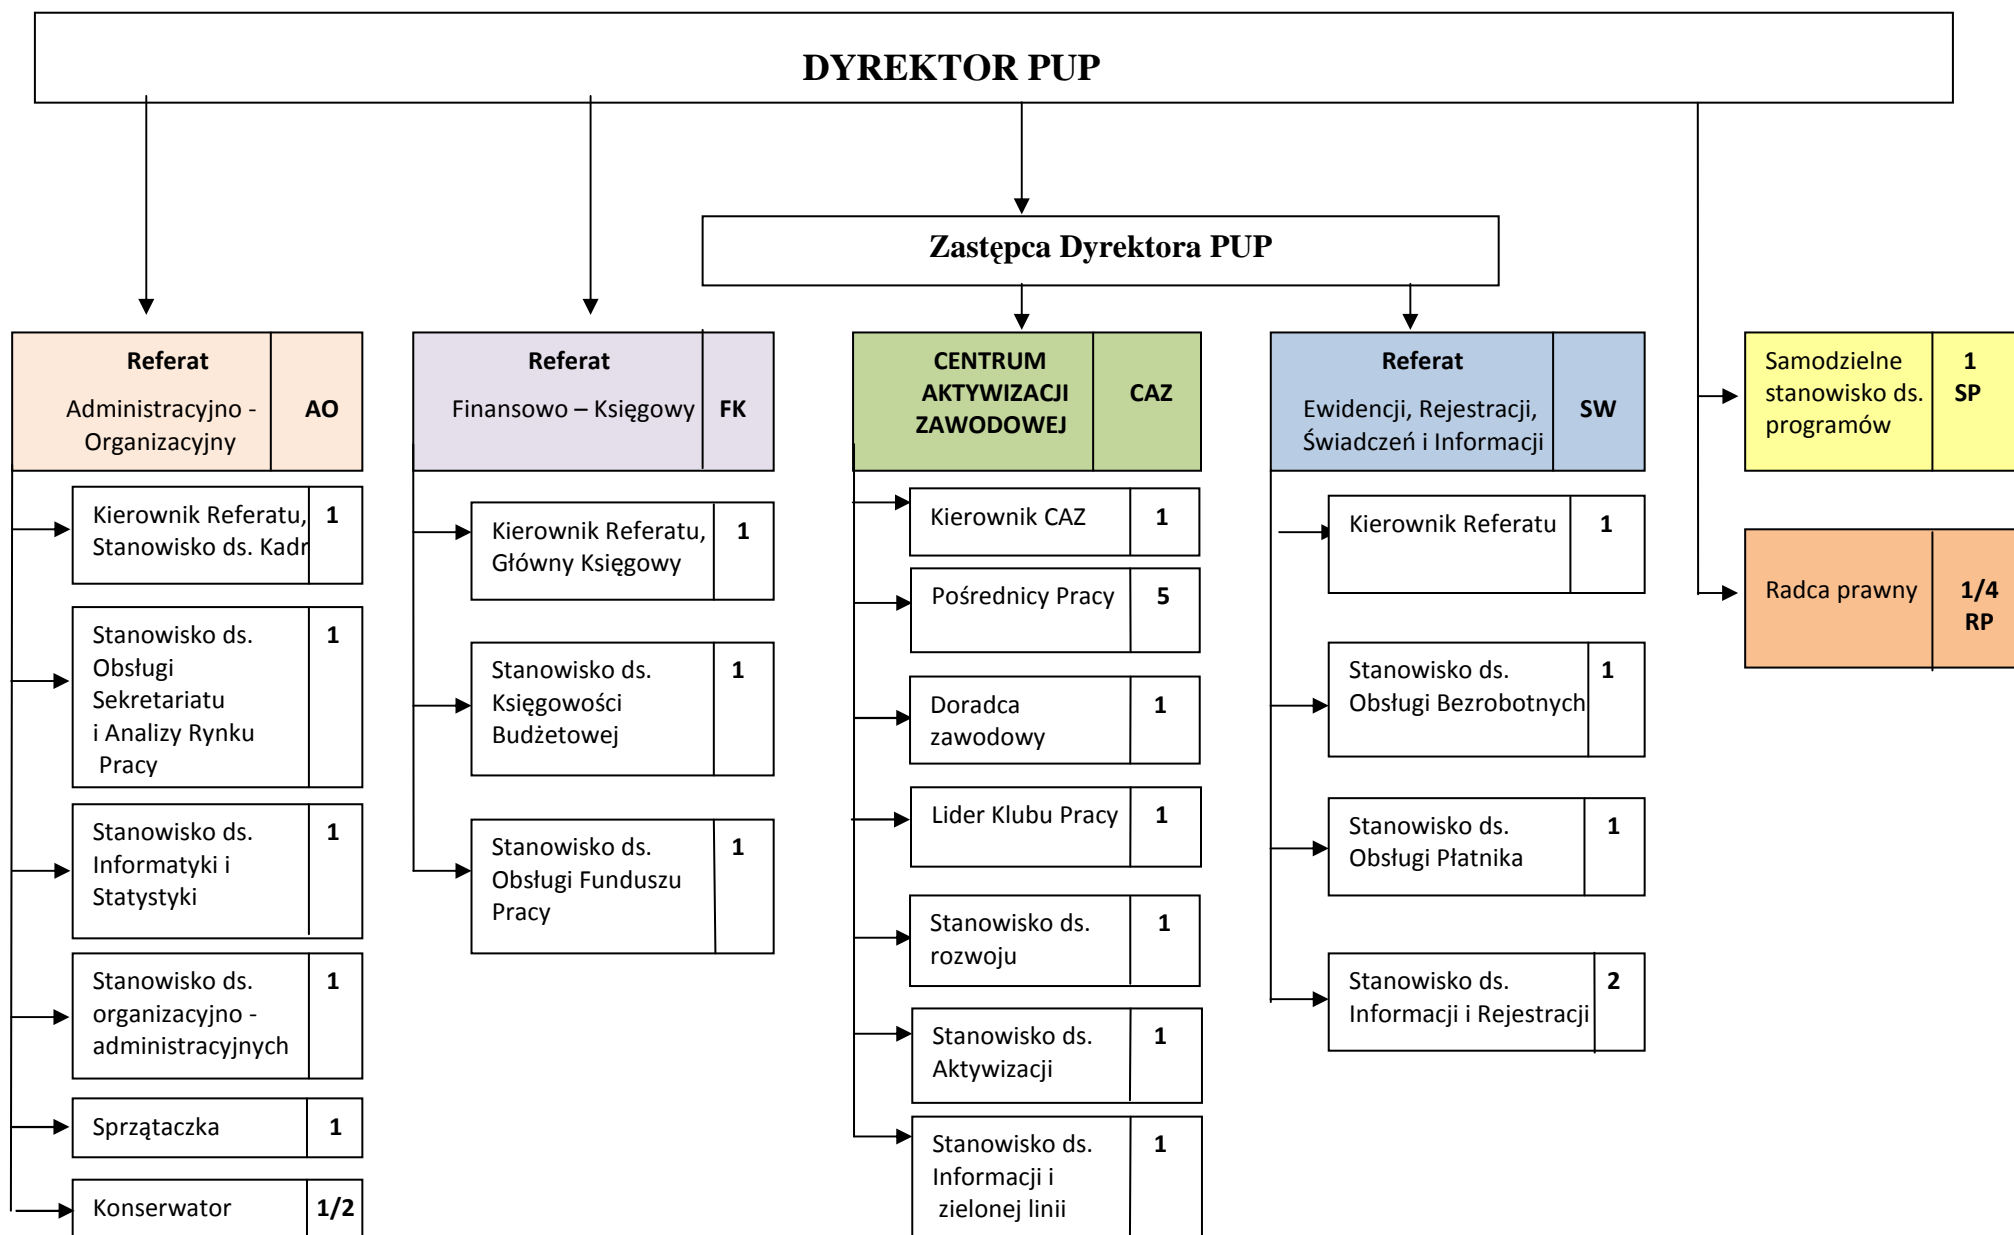 DYREKTOR PUP
Zastępca Dyrektora PUP
Referat
Administracyjno -
Organizacyjny
AO
Kierownik Referatu,
Stanowisko ds. Kadr
1
Stanowisko ds.
Obsługi
Sekretariatu
i Analizy Rynku
Pracy
1
Stanowisko ds.
Informatyki i
Statystyki
1
Stanowisko ds.
organizacyjno -
administracyjnych
1
Sprzątaczka
1
Konserwator
1/2
Referat
Finansowo – Księgowy
FK
Kierownik Referatu,
Główny Księgowy
1
Stanowisko ds.
Księgowości
Budżetowej
1
Stanowisko ds.
Obsługi Funduszu
Pracy
1
CENTRUM
AKTYWIZACJI
ZAWODOWEJ
CAZ
Kierownik CAZ
1
Pośrednicy Pracy
5
Doradca
zawodowy
1
Lider Klubu Pracy
1
Stanowisko ds.
rozwoju
1
Stanowisko ds.
Aktywizacji
1
Stanowisko ds.
Informacji i
zielonej linii
1
Referat
Ewidencji, Rejestracji,
Świadczeń i Informacji
SW
Kierownik Referatu
1
Stanowisko ds.
Obsługi Bezrobotnych
1
Stanowisko ds.
Obsługi Płatnika
1
Stanowisko ds.
Informacji i Rejestracji
2
Samodzielne
stanowisko ds.
programów
1
SP
Radca prawny
1/4
RP